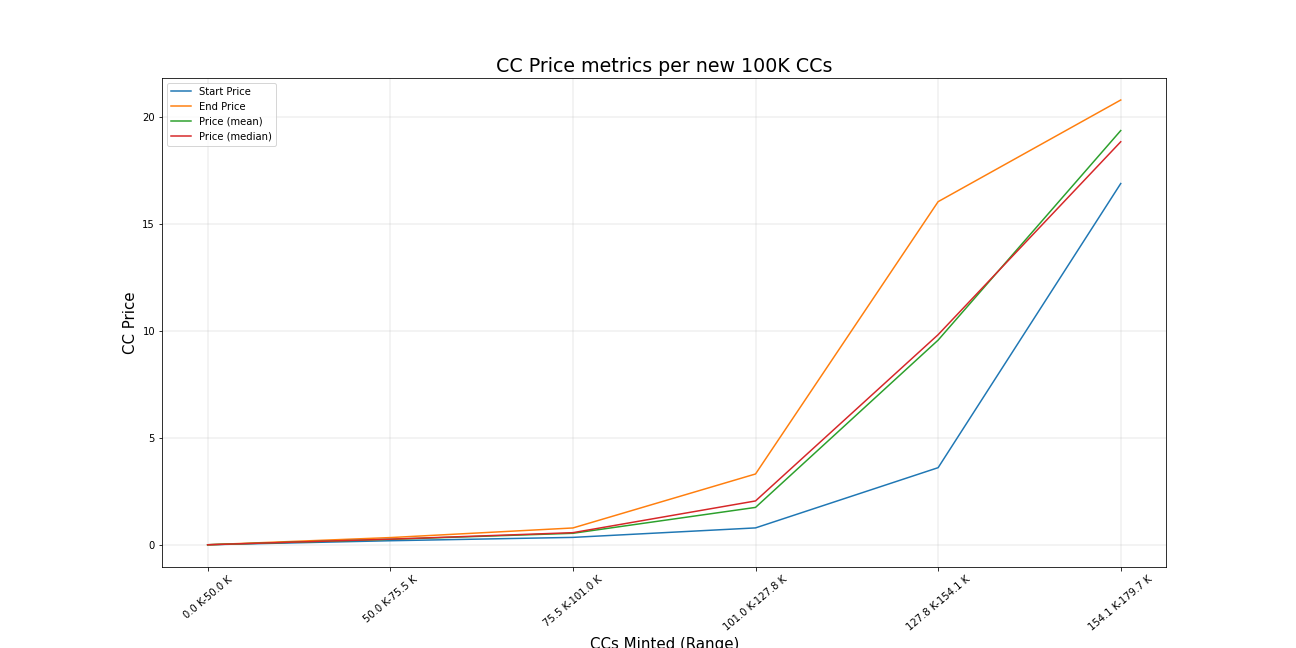 CC Price metrics per new 100K CCs
Start Price
End Price
Price (mean)
Price (median)
CC Price
20
15
10
5
0
0.0 K-50.0 K
50.0 K-75.5 K
75.5 K-101.0 K
101.0 K-127.8 K
127.8 K-154.1 K
154.1 K-179.7 K
CCs Minted (Range)